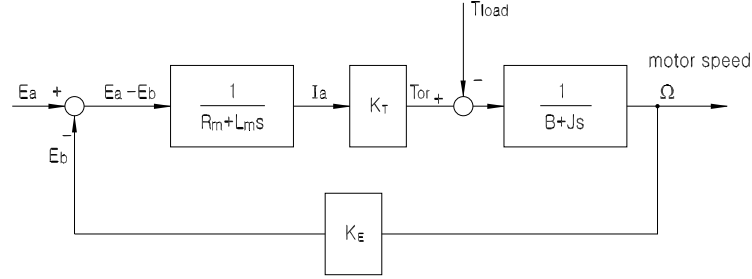 Tload
motor speed
Ea + Ea-Eb 1 Ia KT Tor + - 1 Ω
Rm+Lms B+Js
-
Eb
KE